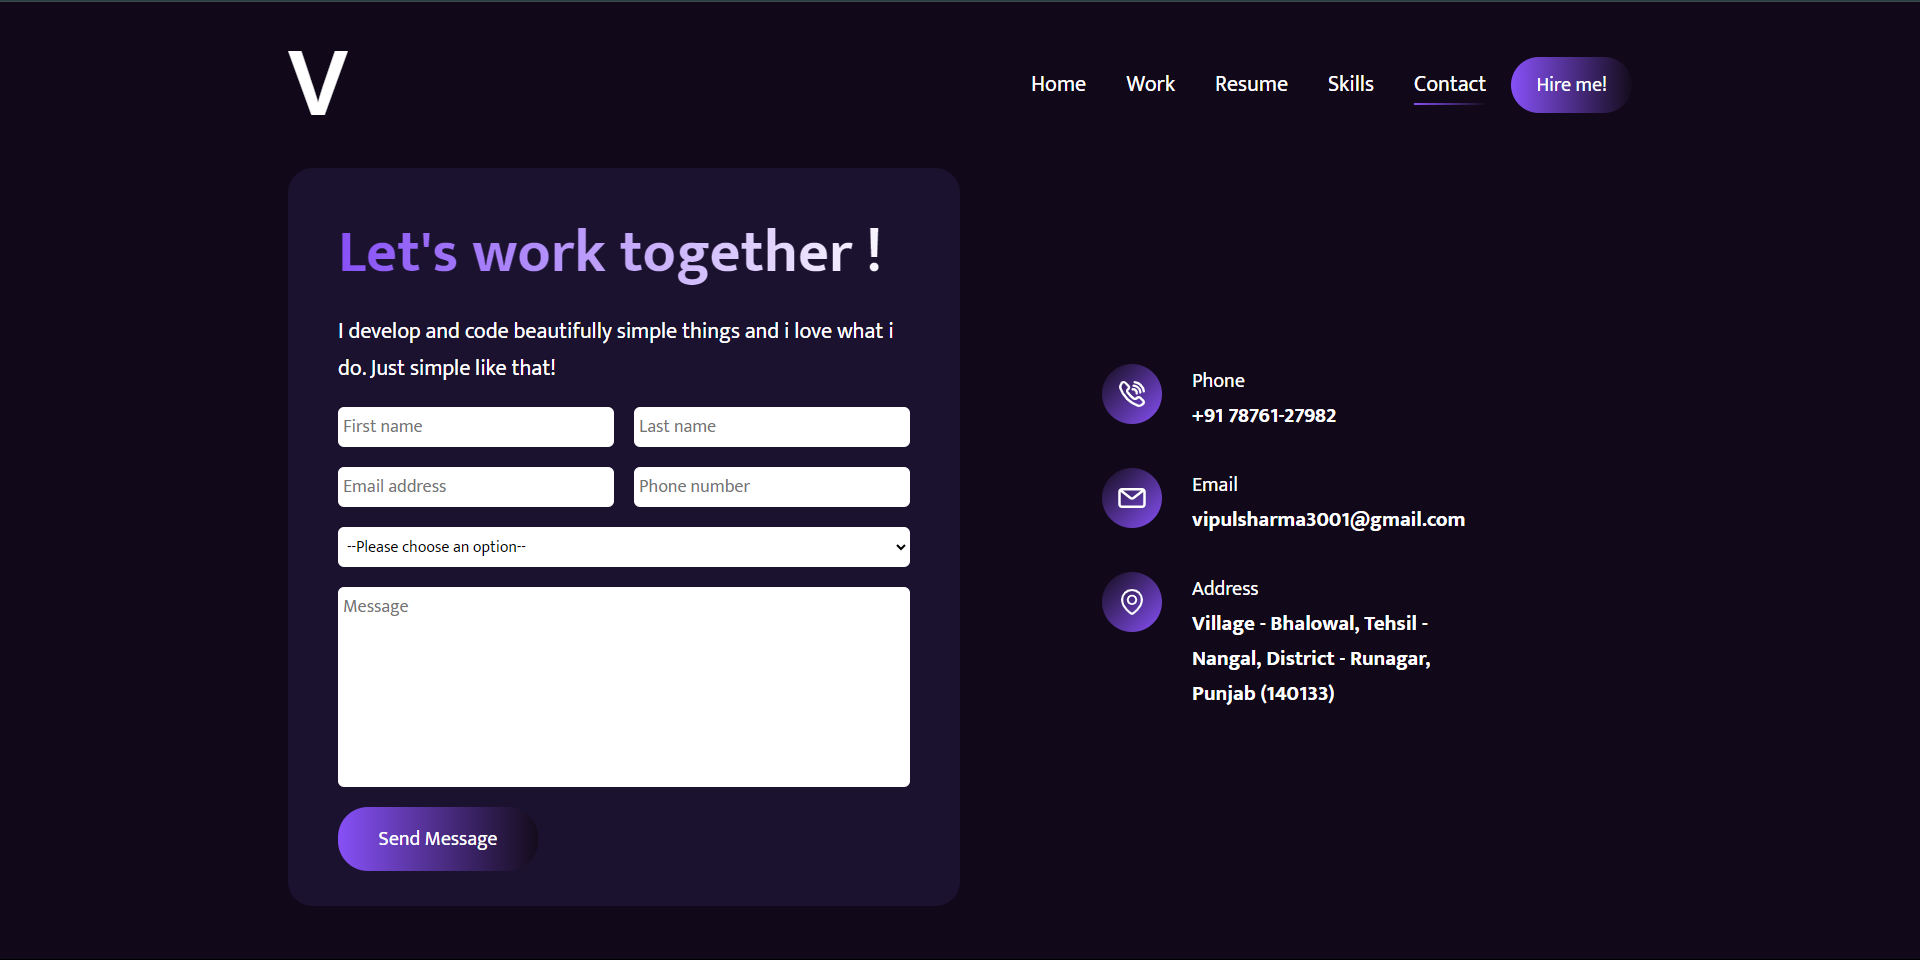 V
Home Work Resume Skills Contact Hire me!
Let's work together !
I develop and code beautifully simple things and i love what i
do. Just simple like that!
First name Last name
Email address Phone number
--Please choose an option--
Message
Send Message
Phone
+91 78761-27982
Email
vipulsharma3001@gmail.com
Address
Village - Bhalowal, Tehsil -
Nangal, District - Runagar,
Punjab (140133)